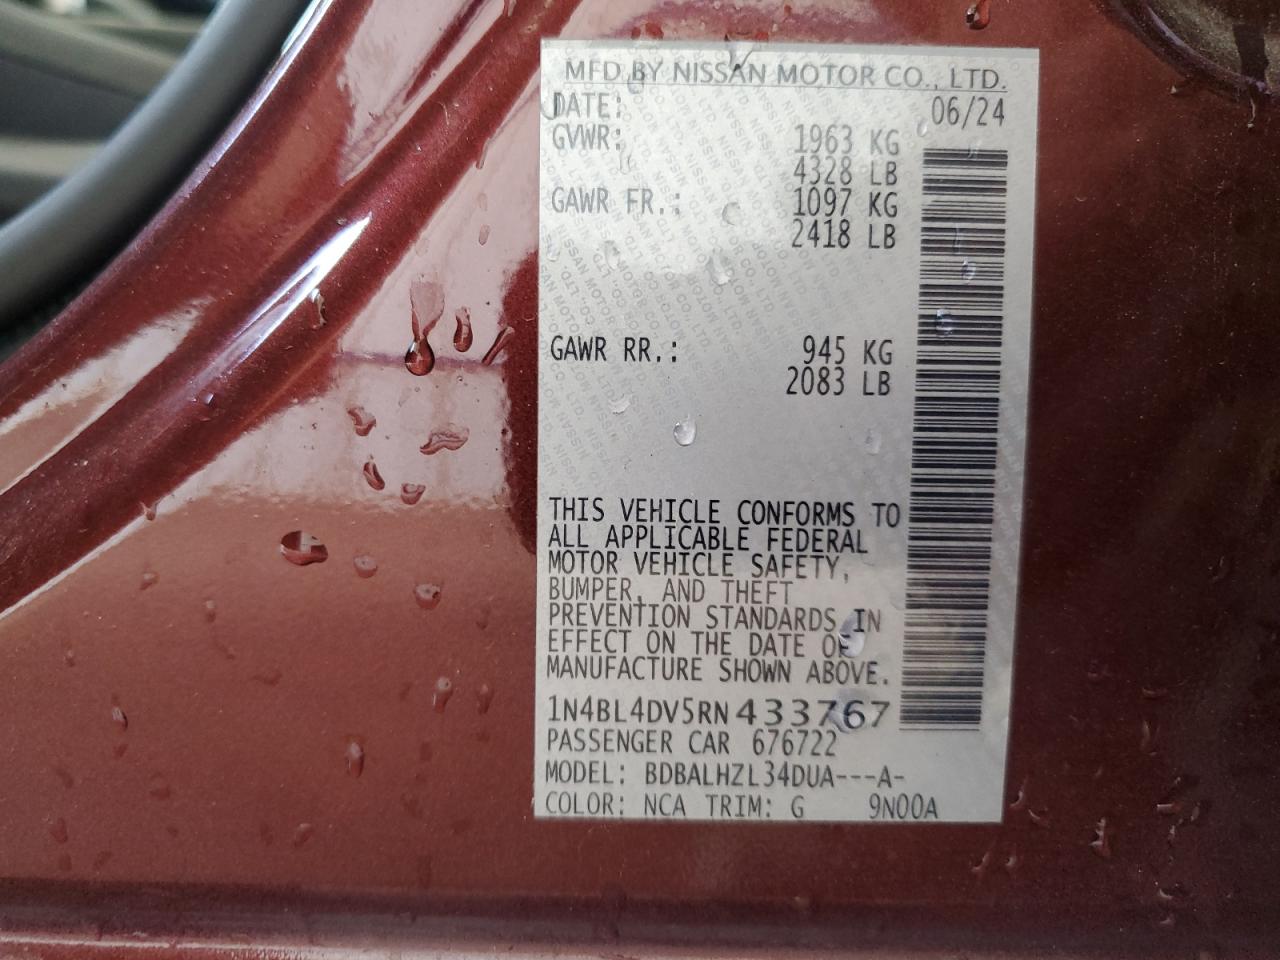 MFD.BY NISSAN MOTOR CO., LTD.
DATE: 06/24
GVWR: 1963 KG
4328 LB
GAWR FR.: 1097 KG
2418 LB
GAWR RR.: 945 KG
2083 LB
THIS VEHICLE CONFORMS TO
ALL APPLICABLE FEDERAL
MOTOR VEHICLE SAFETY,
BUMPER, AND THEFT
PREVENTION STANDARDS IN
EFFECT ON THE DATE OF
MANUFACTURE SHOWN ABOVE.
1N4BL4DV5RN433767
PASSENGER CAR 676722
MODEL: BDBALHZL34DUA---A-
COLOR: NCA TRIM: G 9N00A